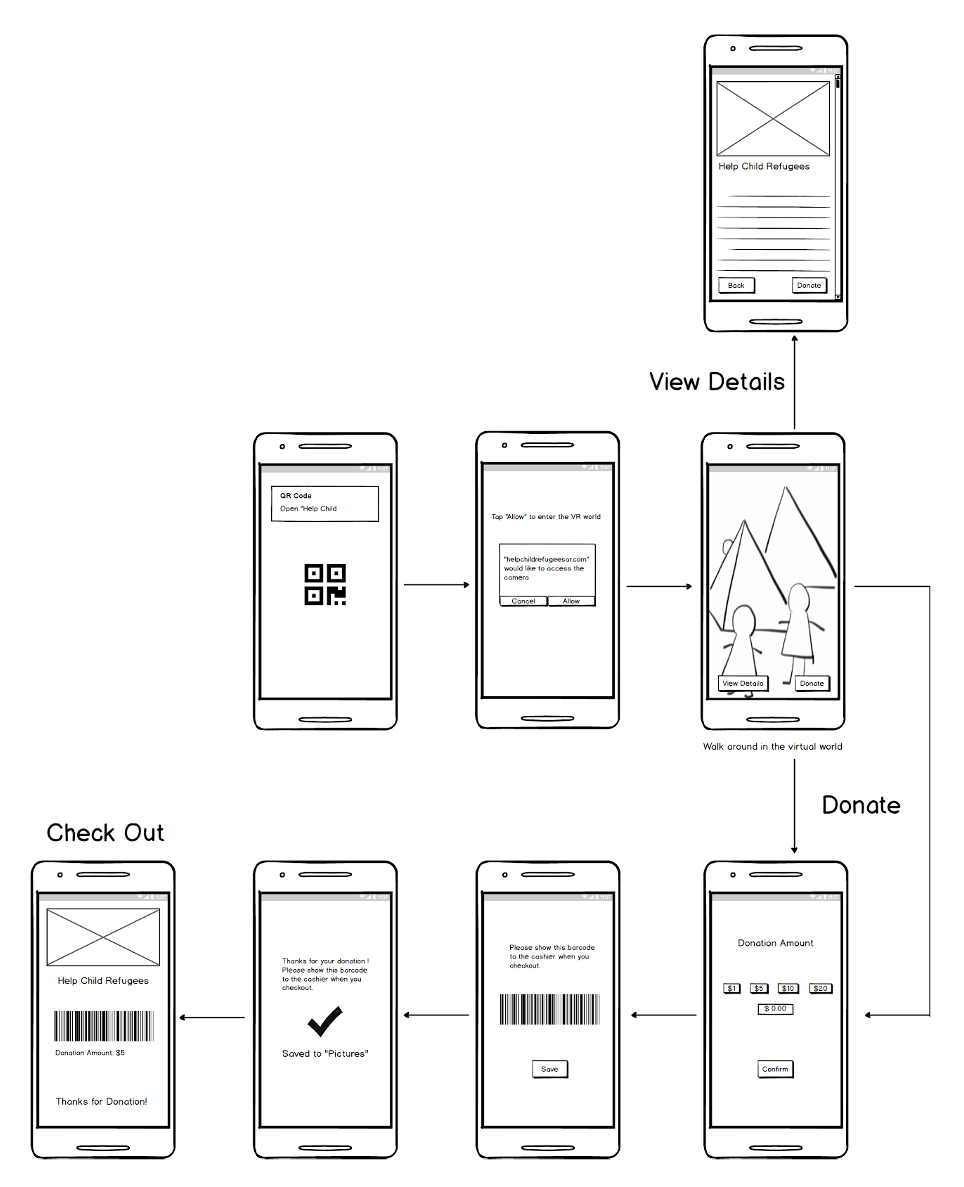 Help Child Refugees
Back
Donate
View Details
QR Code
Open "Help Child
Tap "Allow" to enter the VR world
"helpchildrefugeesar.com"
would like to access the
camera
Cancel
Allow
View Details
Donate
Walk around in the virtual world
Donate
Check Out
Help Child Refugees
Donation Amount: $5
Thanks for Donation!
Thanks for your donation !
Please show this barcode
to the cashier when you
checkout.
Saved to "Pictures"
Please show this barcode
to the cashier when you
checkout.
Save
Donation Amount
$1
$5
$10
$20
$ 0.00
Confirm